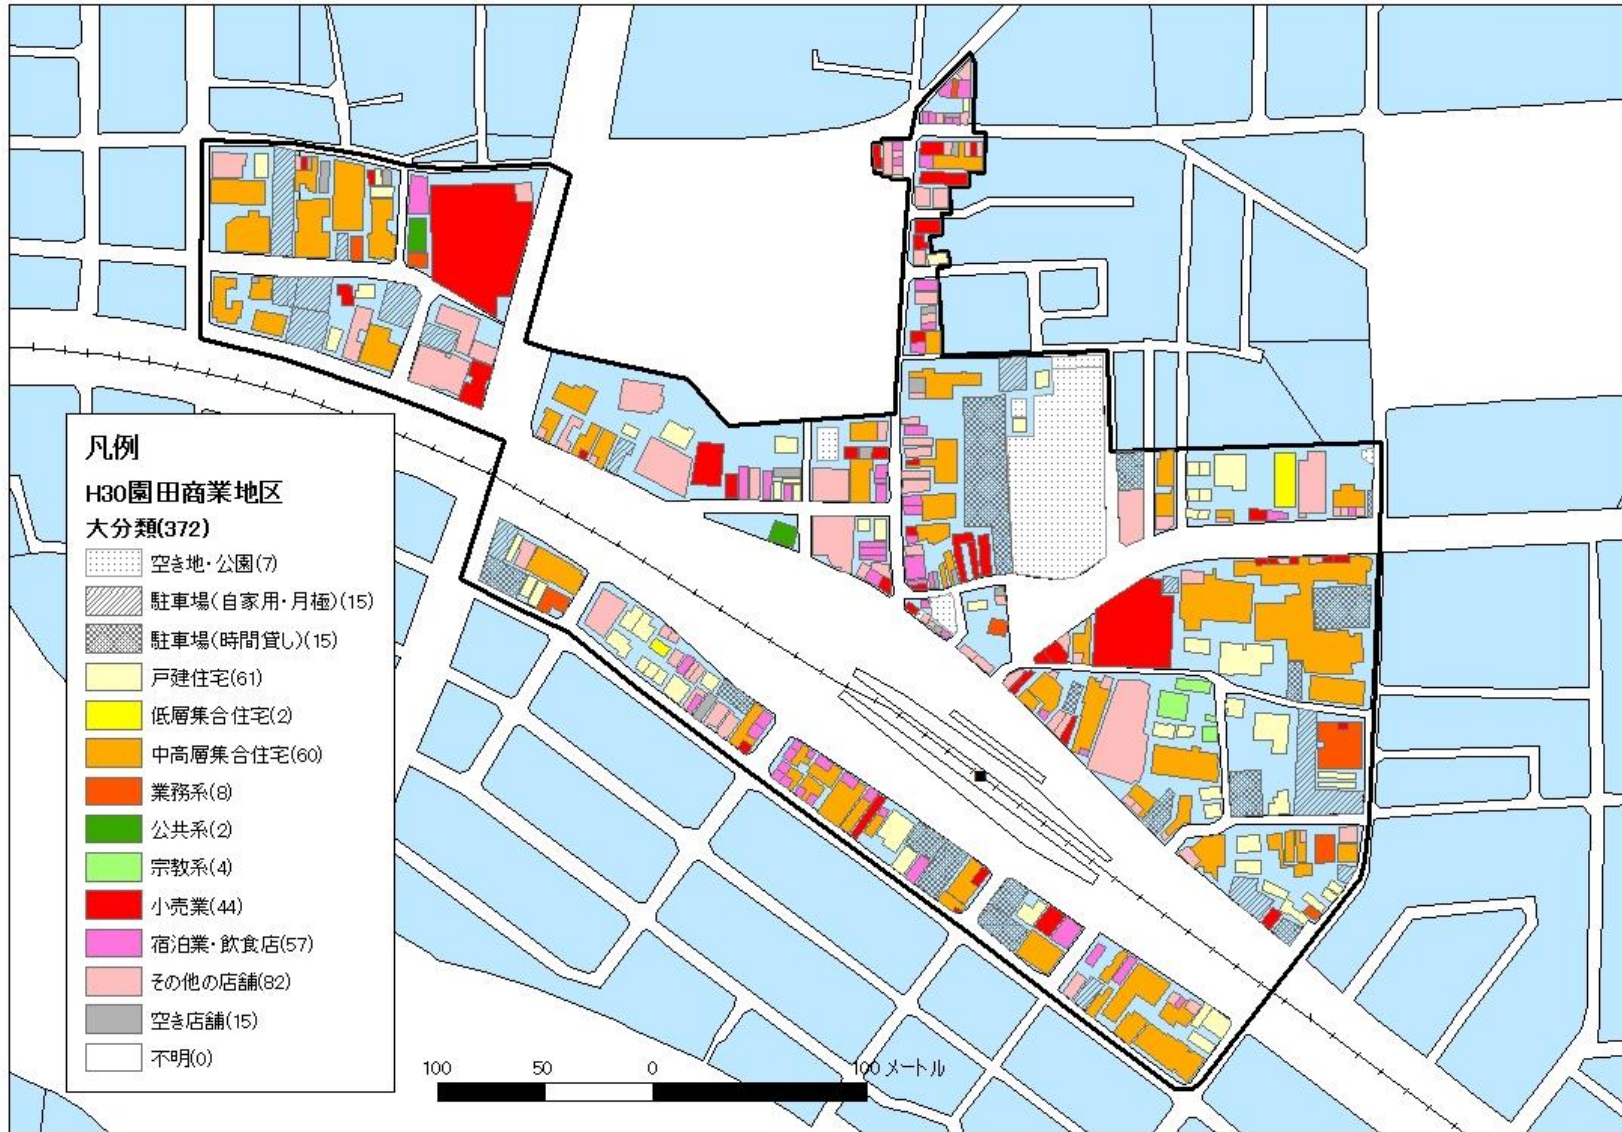 凡例
H30園田商業地区
大分類(372)
空き地・公園(7)
駐車場(自家用・月極)(15)
駐車場(時間貸し)(15)
戸建住宅(61)
低層集合住宅(2)
中高層集合住宅(60)
業務系(8)
公共系(2)
宗教系(4)
小売業(44)
宿泊業・飲食店(57)
その他の店舗(82)
空き店舗(15)
不明(0)
100 50 0 100 メートル